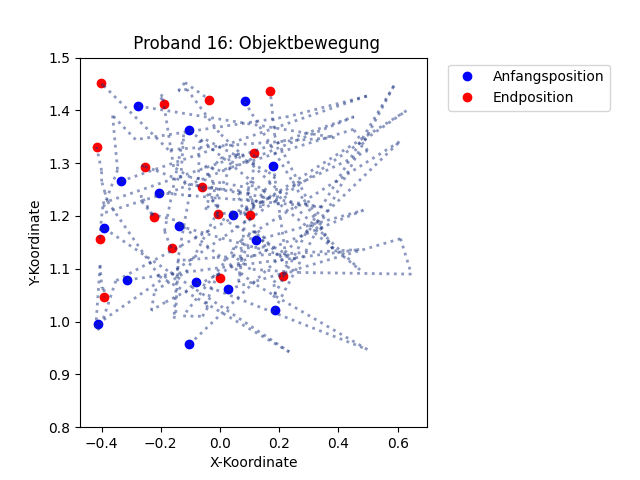 Proband 16: Objektbewegung
Anfangsposition
Endposition
Y-Koordinate
1.5
1.4
1.3
1.2
1.1
1.0
0.9
0.8
−0.4
−0.2
0.0
0.2
0.4
0.6
X-Koordinate